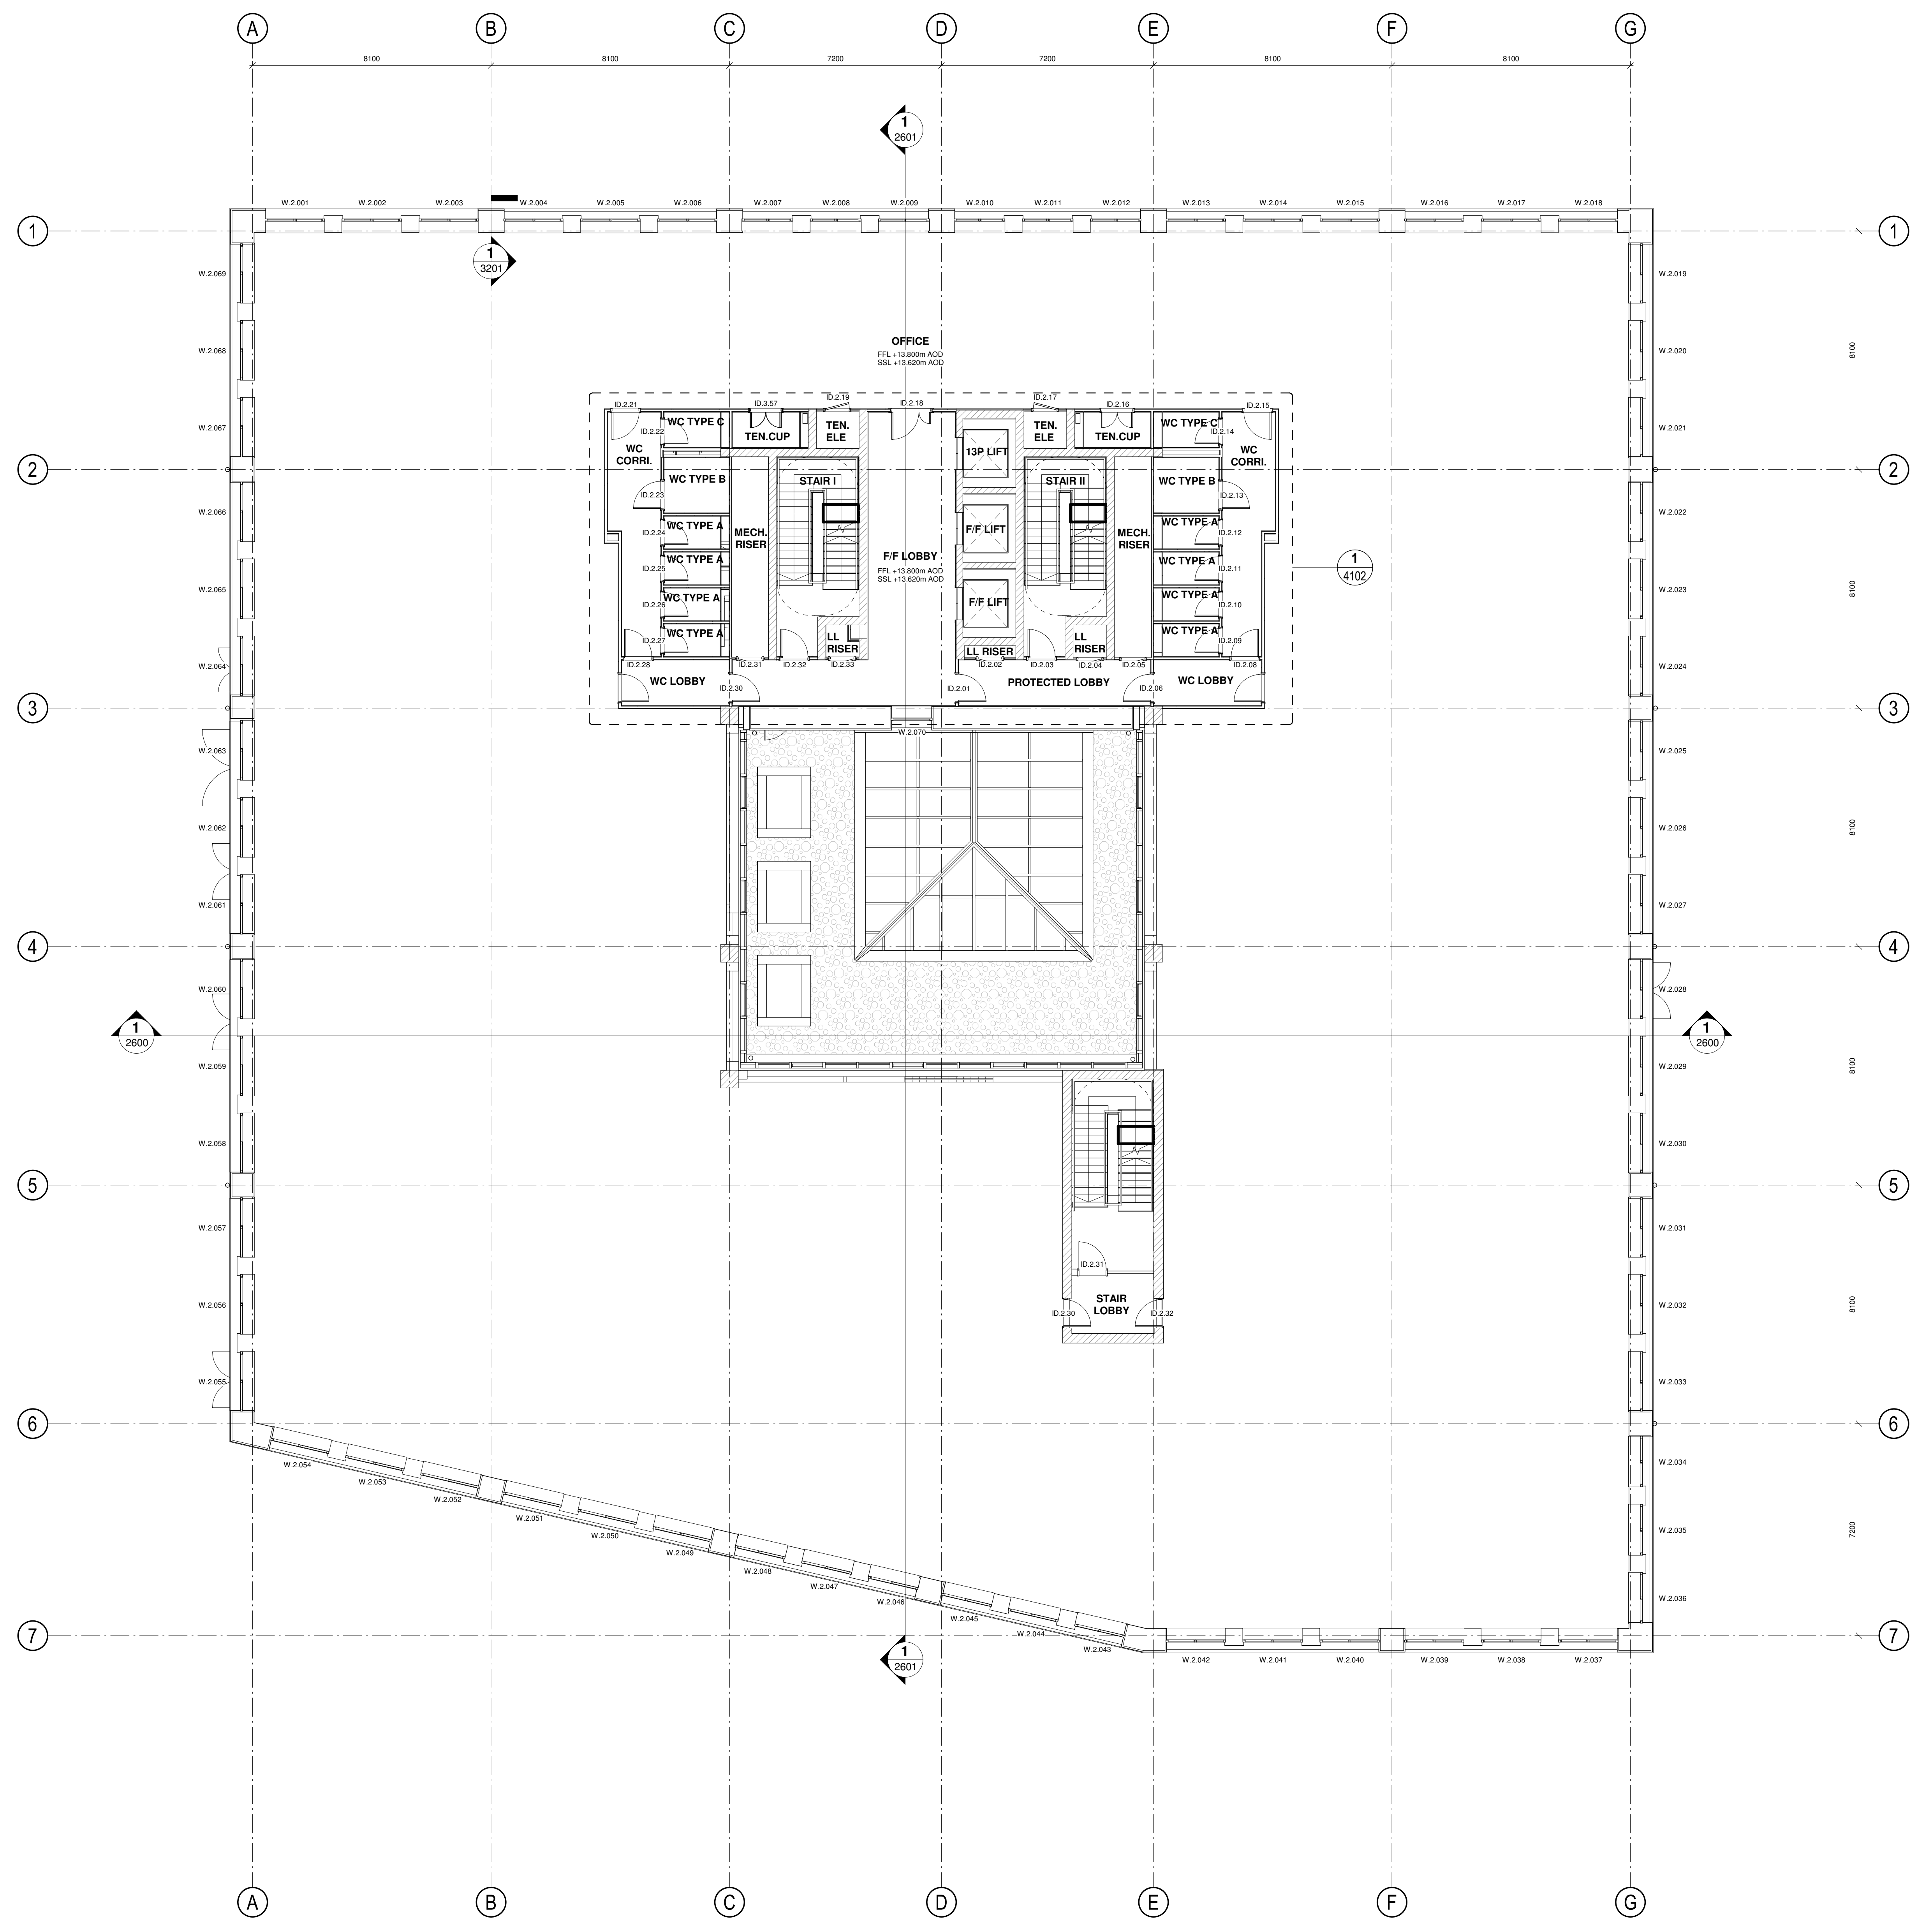 A B C D E F G
8100 8100 7200 7200 8100 8100
1
2601
W.2.001 W.2.002 W.2.003 W.2.004 W.2.005 W.2.006 W.2.007 W.2.008 W.2.009 W.2.010 W.2.011 W.2.012 W.2.013 W.2.014 W.2.015 W.2.016 W.2.017 W.2.018
1 1
1
3201
W.2.069 W.2.019
OFFICE
FFL +13.800m AOD
SSL +13.620m AOD
W.2.068 W.2.020 8100
ID.2.21 ID.3.57 ID.2.19 ID.2.18 ID.2.17 ID.2.16 ID.2.15
W.2.067 W.2.021
ID.2.22 WC TYPE C TEN.CUP TEN.
ELE
TEN.
ELE
TEN.CUP WC TYPE C ID.2.14
WC
CORRI.
13P LIFT
WC
CORRI.
2 2
WC TYPE B STAIR I STAIR II WC TYPE B
ID.2.23 ID.2.13
W.2.066 W.2.022
WC TYPE A WC TYPE A
ID.2.24 ID.2.12
MECH.
RISER
F/F LIFT
MECH.
RISER
F/F LOBBY
FFL +13.800m AOD
SSL +13.620m AOD
WC TYPE A WC TYPE A
ID.2.25 ID.2.11
1
4102
W.2.065 W.2.023 8100
WC TYPE A F/F LIFT WC TYPE A
ID.2.26 ID.2.10
WC TYPE A WC TYPE A
ID.2.27 ID.2.09
LL
RISER
LL RISER
LL
RISER
W.2.064 W.2.024
ID.2.28 ID.2.31 ID.2.32 ID.2.33 ID.2.02 ID.2.03 ID.2.04 ID.2.05 ID.2.08
WC LOBBY PROTECTED LOBBY WC LOBBY
ID.2.30 ID.2.01 ID.2.06
3 3
W.2.070
W.2.063 W.2.025
W.2.062 W.2.026 8100
W.2.061 W.2.027
4 4
W.2.060 W.2.028
1
2600
1
2600
W.2.059 W.2.029 8100
W.2.058 W.2.030
5 5
W.2.057 W.2.031
ID.2.31
STAIR
LOBBY
W.2.056 W.2.032 8100
ID.2.30 ID.2.32
W.2.055 W.2.033
6 6
W.2.054 W.2.053 W.2.052 W.2.051 W.2.050 W.2.049 W.2.048 W.2.047 W.2.046 W.2.045 W.2.044 W.2.043
W.2.034
W.2.035 7200
W.2.036
7 7
W.2.042 W.2.041 W.2.040 W.2.039 W.2.038 W.2.037
1
2601
A B C D E F G